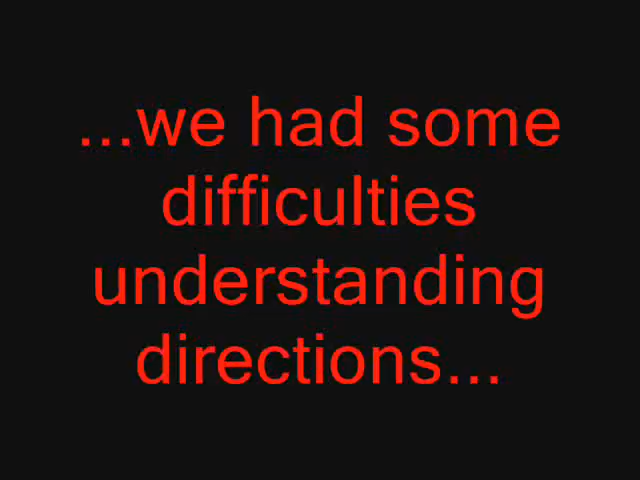 ...we had some
difficulties
understanding
directions...